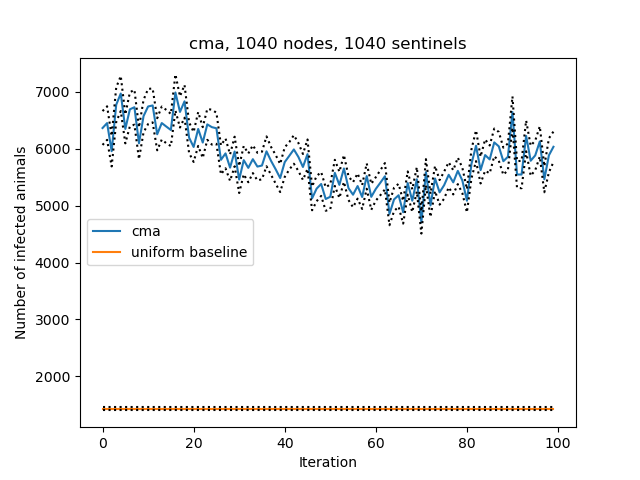 cma, 1040 nodes, 1040 sentinels
Number of infected animals
7000
6000
5000
4000
3000
2000
cma
uniform baseline
0
20
40
60
80
100
Iteration